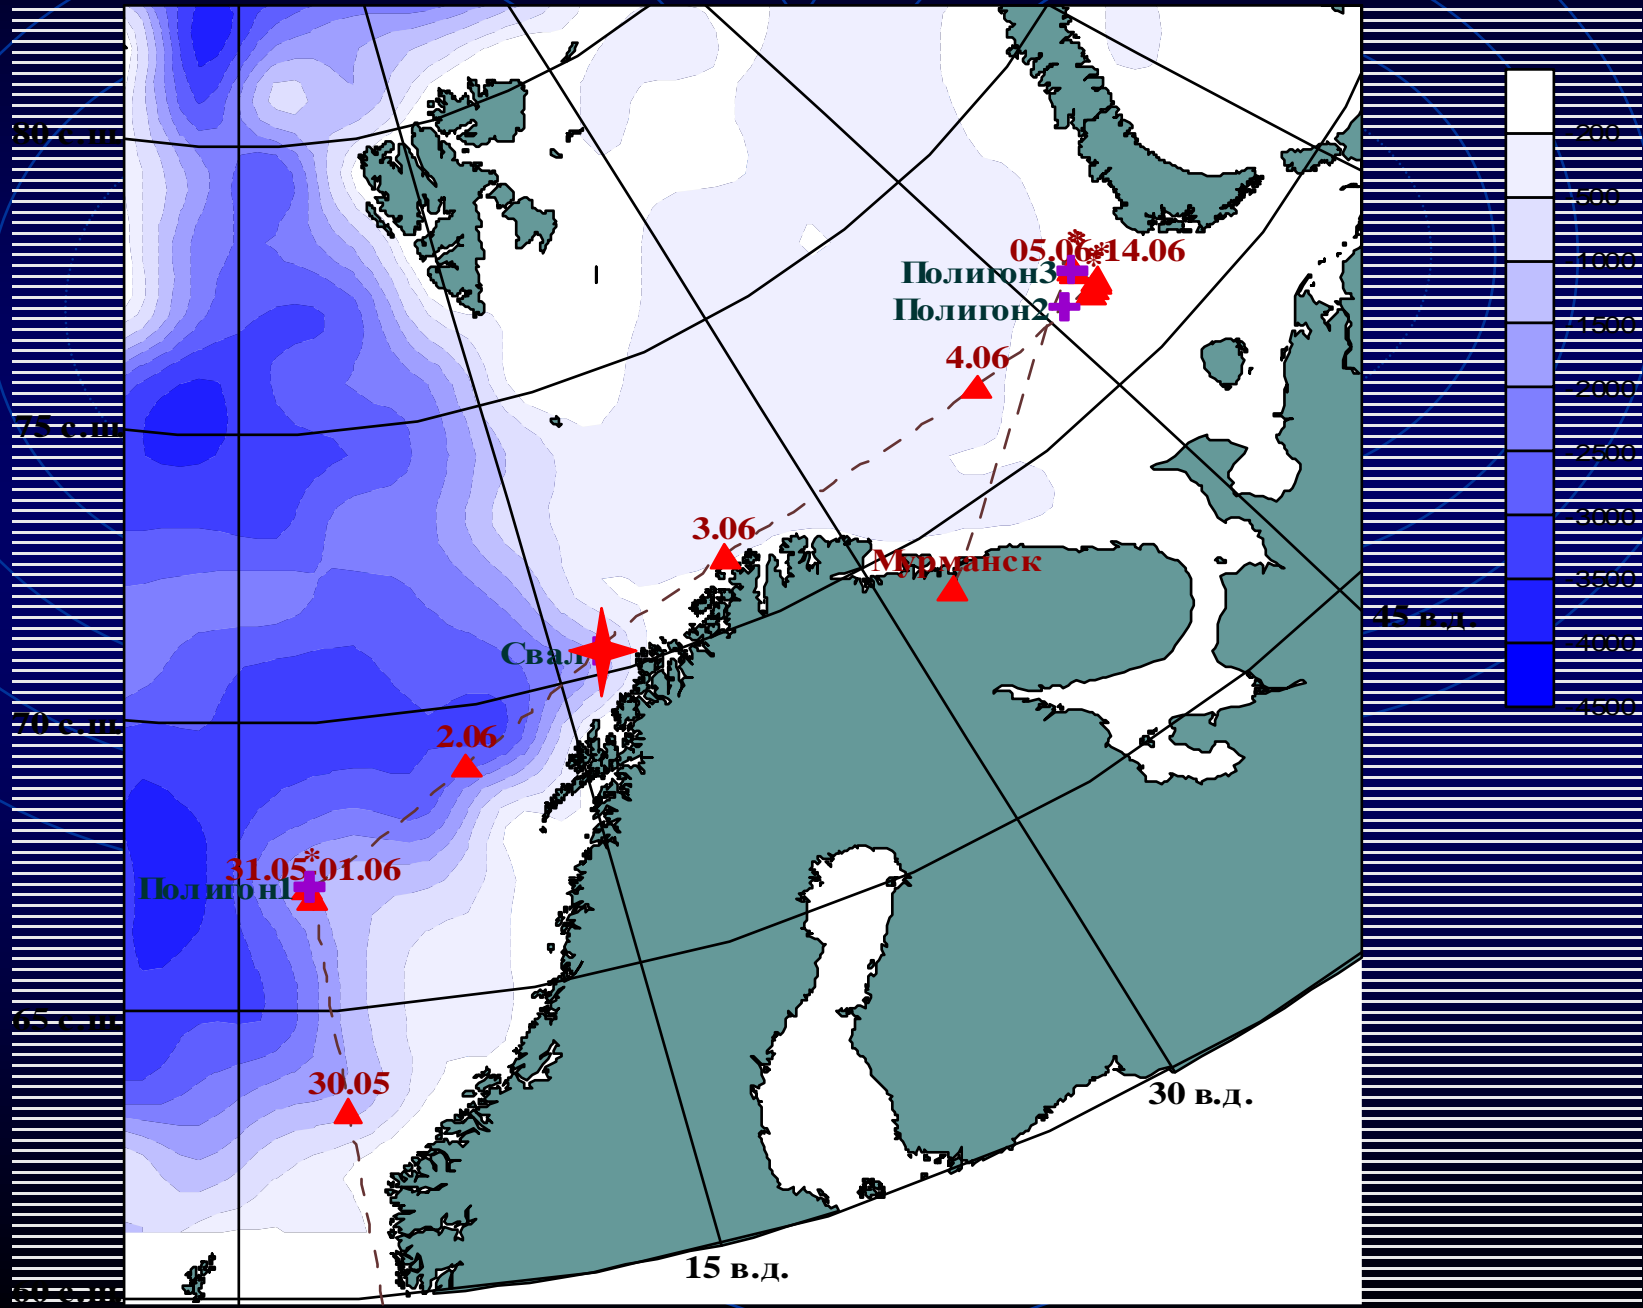 80 с.ш.
-200
-500
05.06-14.06
-1000
Полигон3
Полигон2
-1500
4.06
-2000
75 с.ш.
-2500
-3000
3.06
Мурманск
-3500
45 в.д.
-4000
Свал
-4500
70 с.ш.
2.06
31.05-01.06
Полигон1
65 с.ш.
30.05
30 в.д.
15 в.д.
60 с.ш.